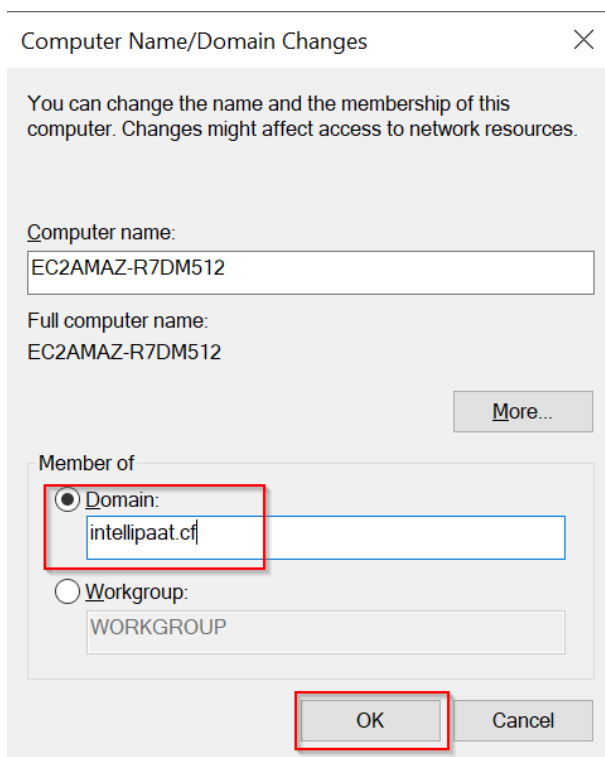 Computer Name/Domain Changes
You can change the name and the membership of this
computer. Changes might affect access to network resources.
Computer name:
EC2AMAZ-R7DM512
Full computer name:
EC2AMAZ-R7DM512
More...
Member of
Domain:
intellipaat.cf
Workgroup:
WORKGROUP
OK
Cancel